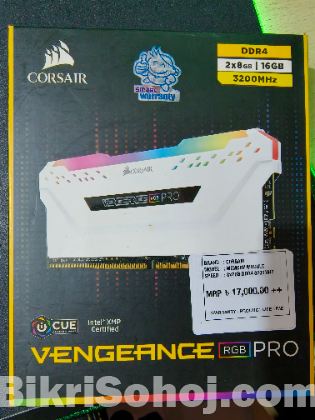 CORSAIR
DDR4
2x8GB | 16GB
3200MHz
warranty
CORSAIR
VENGEANCE RGB PRO
MRP ৳ 17,000.00 ++
iCUE
Intel® XMP
Certified
VENGEANCE RGB PRO
BikriSohoj.com